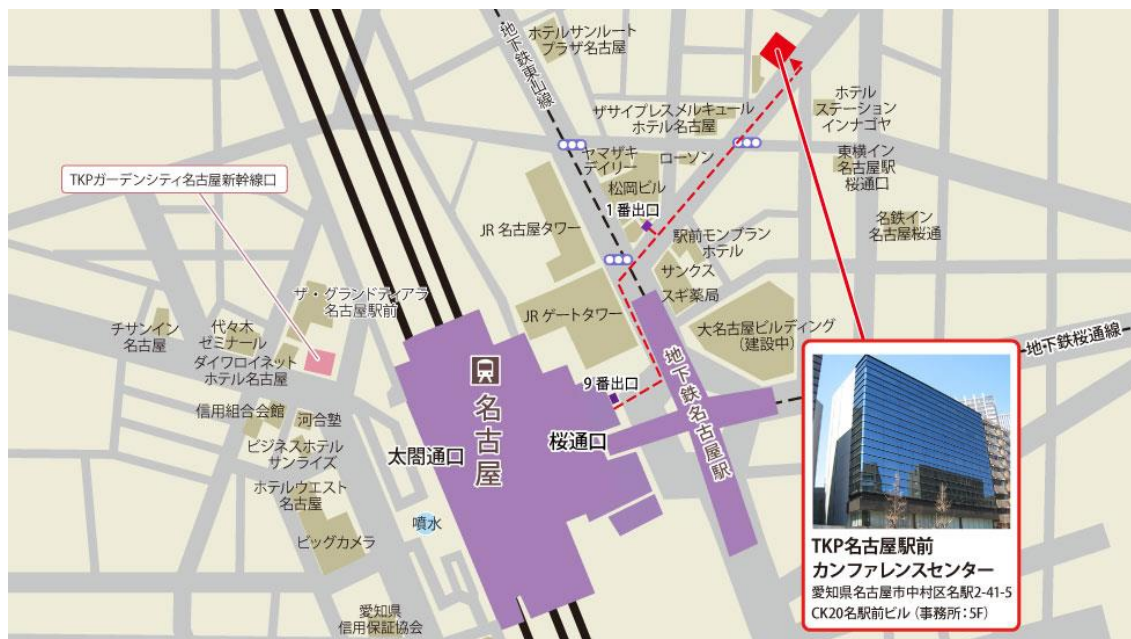 ホテルサンルート
プラザ名古屋
地下鉄東山線
ザサイプレスメルキュール
ホテル名古屋
ホテル
ステーション
インナゴヤ
ヤマザキ
デイリー
ローソン
東横イン
名古屋駅
桜通口
TKPガーデンシティ名古屋新幹線口
松岡ビル
1番出口
名鉄イン
名古屋桜通
JR名古屋タワー
駅前モンブラン
ホテル
サンクス
スギ薬局
ザ・グランドティアラ
名古屋駅前
JRゲートタワー
大名古屋ビルディング
(建設中)
チサンイン
名古屋
代々木
ゼミナール
ダイワロイネット
ホテル名古屋
地下鉄桜通線
9番出口
名古屋
地下鉄名古屋駅
信用組合会館
河合塾
桜通口
太閤通口
ビジネスホテル
サンライズ
ホテルウエスト
名古屋
噴水
ビッグカメラ
愛知県
信用保証協会
TKP名古屋駅前
カンファレンスセンター
愛知県名古屋市中村区名駅2-41-5
CK20名駅前ビル(事務所:5F)